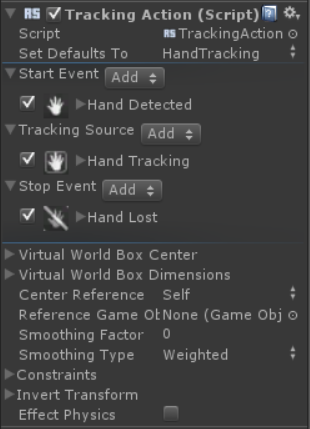 RS Tracking Action (Script)
Script RS TrackingAction
Set Defaults To HandTracking
Start Event Add
Hand Detected
Tracking Source Add
Hand Tracking
Stop Event Add
Hand Lost
Virtual World Box Center
Virtual World Box Dimensions
Center Reference Self
Reference Game Ob None (Game Obj
Smoothing Factor 0
Smoothing Type Weighted
Constraints
Invert Transform
Effect Physics